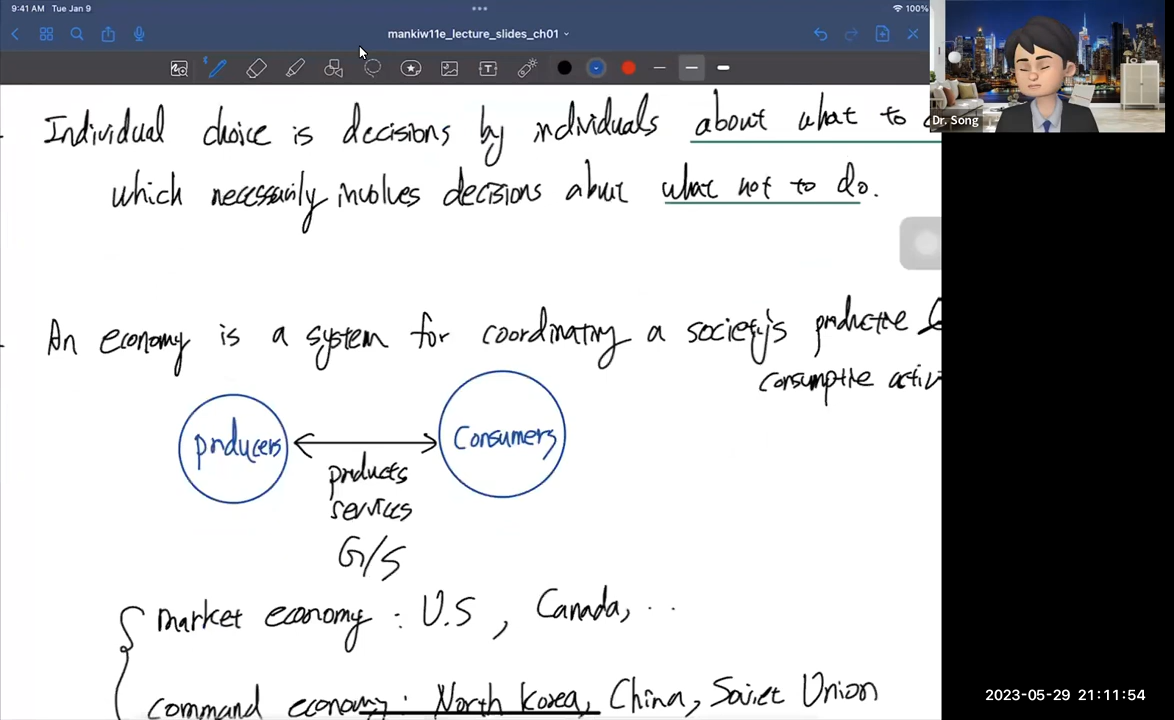 9:41 AM Tue Jan 9
100%
mankiw11e_lecture_slides_ch01
Dr. Song
Individual choice is decisions by individuals about what to
which necessarily involves decisions about what not to do.
An economy is a system for coordinating a society's productive &
consumptive activ
producers
Consumers
products
services
G/S
market economy : U.S, Canada, ..
command economy : North Korea, China, Soviet Union
2023-05-29 21:11:54